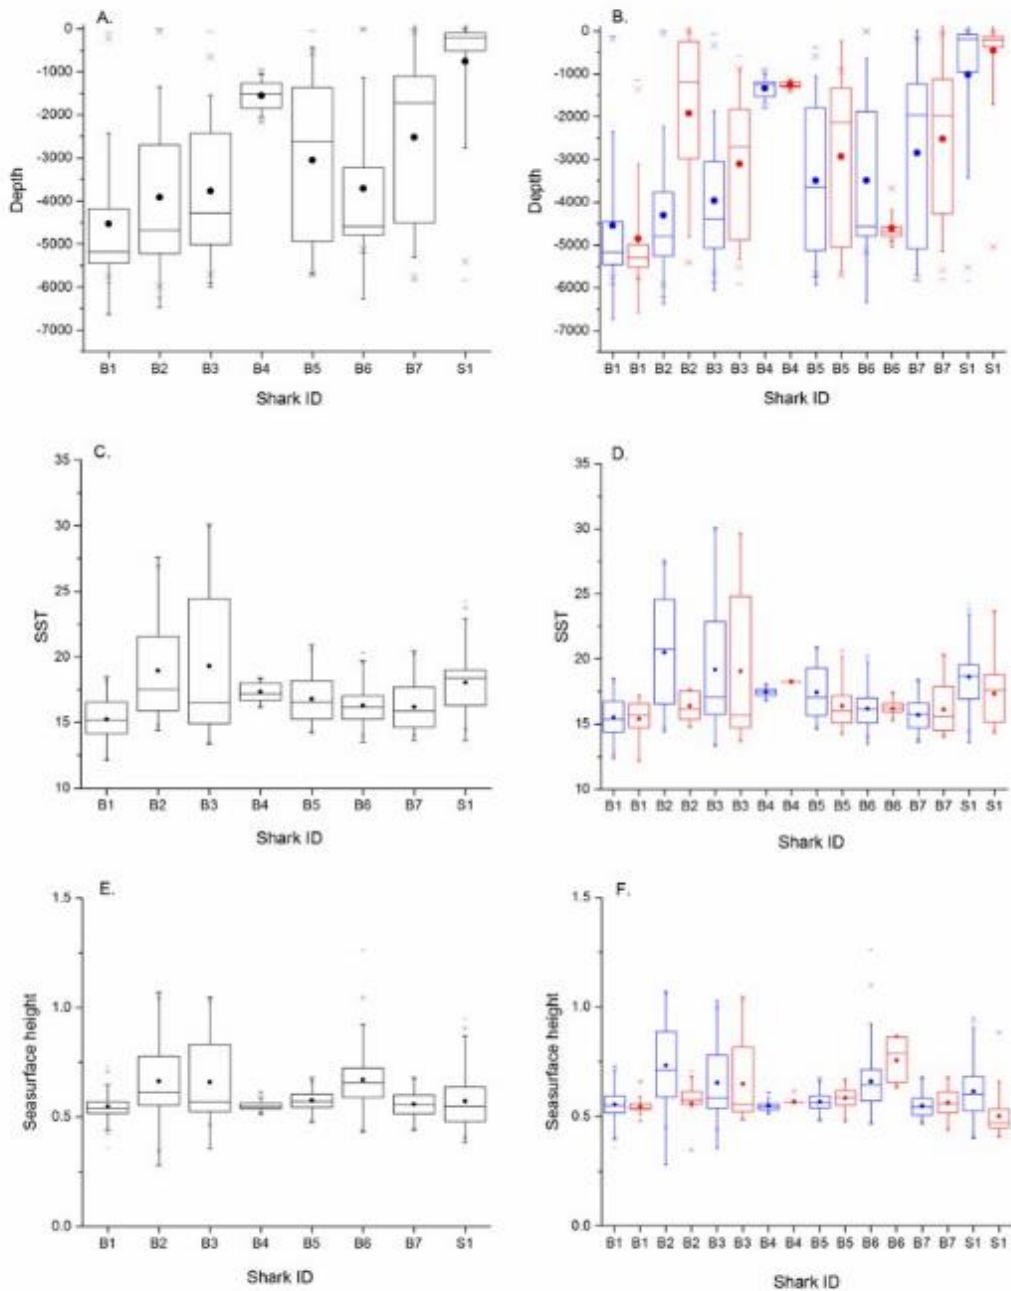 A.
B.
0 -1000 -2000 -3000 -4000 -5000 -6000 -7000
Depth
B1 B2 B3 B4 B5 B6 B7 S1
Shark ID
0 -1000 -2000 -3000 -4000 -5000 -6000 -7000
Depth
B1 B1 B2 B2 B3 B3 B4 B4 B5 B5 B6 B6 B7 B7 S1 S1
Shark ID
C.
D.
35 30 25 20 15 10
SST
B1 B2 B3 B4 B5 B6 B7 S1
Shark ID
35 30 25 20 15 10
SST
B1 B1 B2 B2 B3 B3 B4 B4 B5 B5 B6 B6 B7 B7 S1 S1
Shark ID
E.
F.
1.5 1.0 0.5 0.0
Seasurface height
B1 B2 B3 B4 B5 B6 B7 S1
Shark ID
1.5 1.0 0.5 0.0
Seasurface height
B1 B1 B2 B2 B3 B3 B4 B4 B5 B5 B6 B6 B7 B7 S1 S1
Shark ID